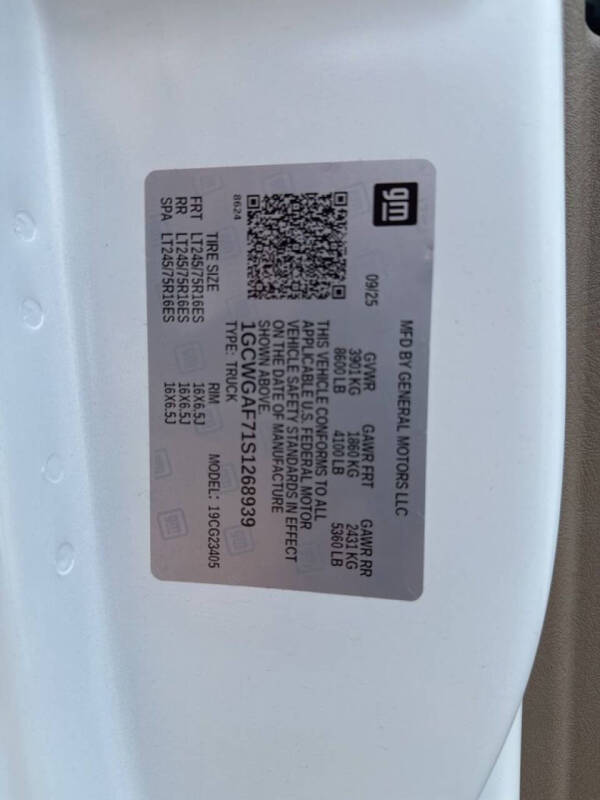 gm
MFD BY GENERAL MOTORS LLC
09/25
GVWR GAWR FRT GAWR RR
3901 KG 1860 KG 2431 KG
8600 LB 4100 LB 5360 LB
THIS VEHICLE CONFORMS TO ALL
APPLICABLE U.S. FEDERAL MOTOR
VEHICLE SAFETY STANDARDS IN EFFECT
ON THE DATE OF MANUFACTURE
SHOWN ABOVE.
1GCWGAF71S1268939
8624
TYPE: TRUCK MODEL: 19CG23405
TIRE SIZE RIM
FRT LT245/75R16ES 16X6.5J
RR LT245/75R16ES 16X6.5J
SPA LT245/75R16ES 16X6.5J